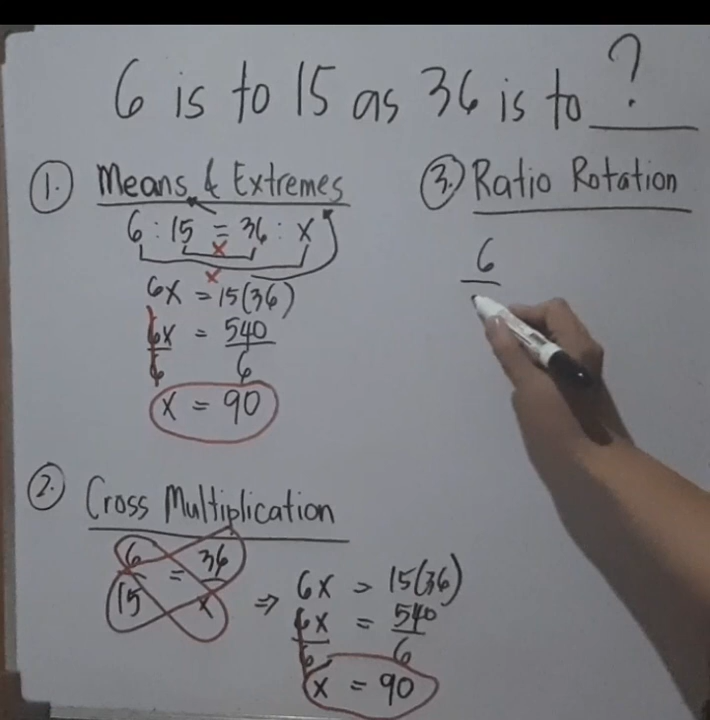 6 is to 15 as 36 is to ?
1. Means & Extremes
6 : 15 = 36 : x
x
x
6x = 15(36)
6x = 540
6 6
x = 90
2. Cross Multiplication
6 = 36
15 x
⇒ 6x = 15(36)
6x = 540
6 6
x = 90
3. Ratio Rotation
6